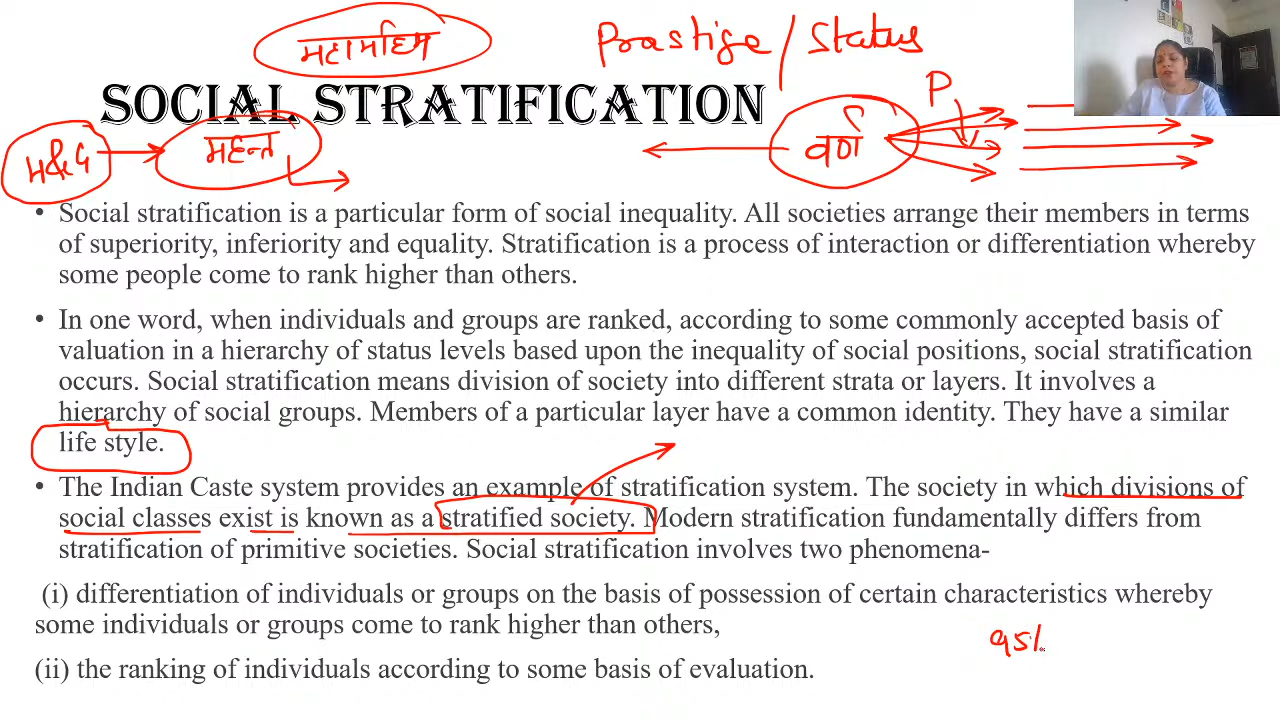 महामहिम
Prastige / Status
SOCIAL STRATIFICATION
P
महन्त
वर्ण
• Social stratification is a particular form of social inequality. All societies arrange their members in terms
of superiority, inferiority and equality. Stratification is a process of interaction or differentiation whereby
some people come to rank higher than others.
• In one word, when individuals and groups are ranked, according to some commonly accepted basis of
valuation in a hierarchy of status levels based upon the inequality of social positions, social stratification
occurs. Social stratification means division of society into different strata or layers. It involves a
hierarchy of social groups. Members of a particular layer have a common identity. They have a similar
life style.
• The Indian Caste system provides an example of stratification system. The society in which divisions of
social classes exist is known as a stratified society. Modern stratification fundamentally differs from
stratification of primitive societies. Social stratification involves two phenomena-
(i) differentiation of individuals or groups on the basis of possession of certain characteristics whereby
some individuals or groups come to rank higher than others,
95%
(ii) the ranking of individuals according to some basis of evaluation.